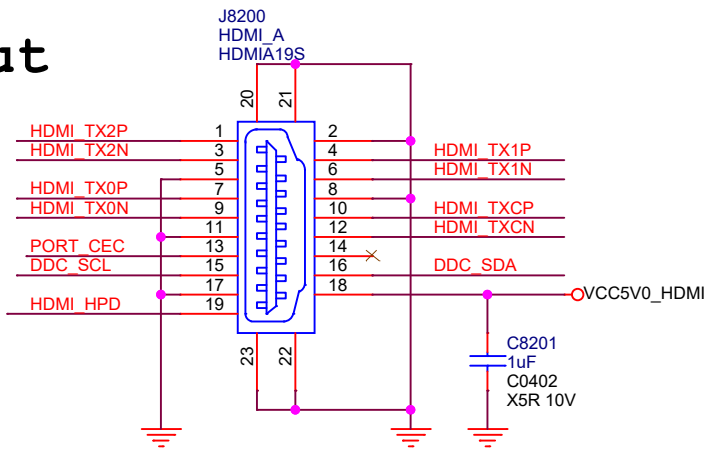 J8200
HDMI_A
HDMIA19S
ut
20
21
HDMI_TX2P 1
2
HDMI_TX2N 3
4 HDMI_TX1P
5
6 HDMI_TX1N
HDMI_TX0P 7
8
HDMI_TX0N 9
10 HDMI_TXCP
11
12 HDMI_TXCN
PORT_CEC 13
14
DDC_SCL 15
16 DDC_SDA
17
18 VCC5V0_HDMI
HDMI_HPD 19
23
22
C8201
1uF
C0402
X5R 10V